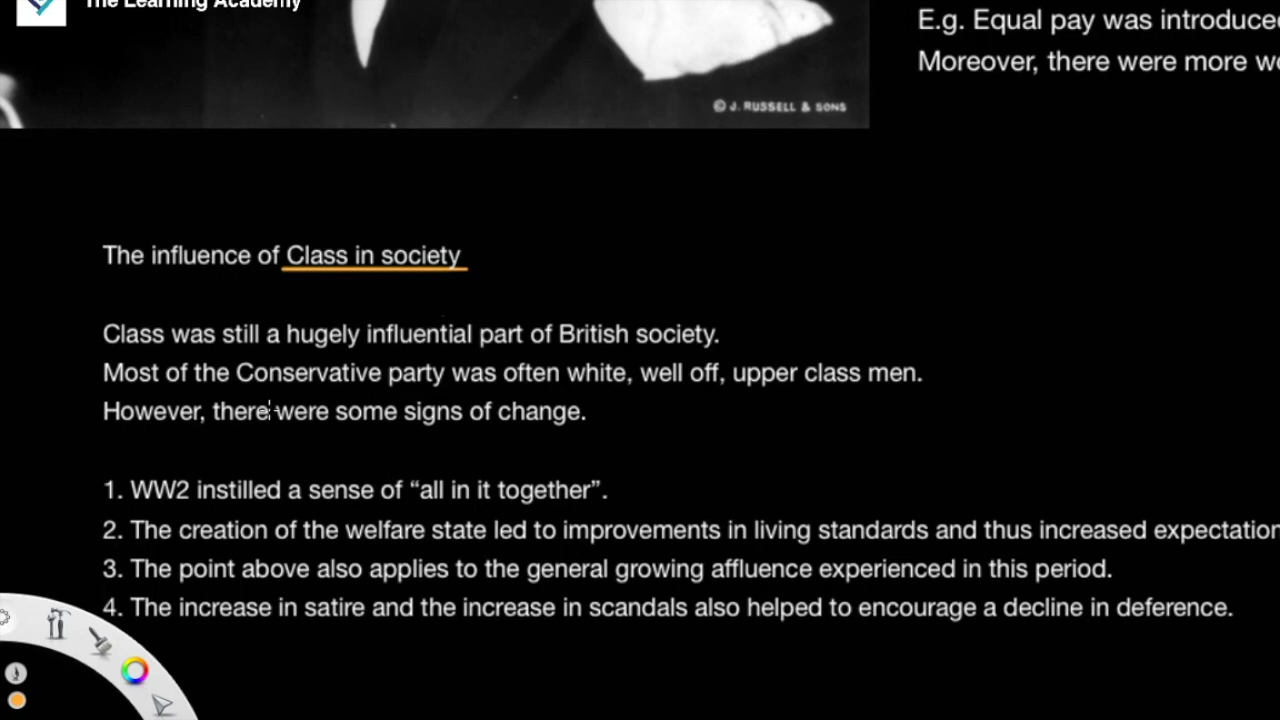 The Learning Academy
E.g. Equal pay was introduce
Moreover, there were more w
© J. RUSSELL & SONS
The influence of Class in society
Class was still a hugely influential part of British society.
Most of the Conservative party was often white, well off, upper class men.
However, there were some signs of change.
1. WW2 instilled a sense of “all in it together”.
2. The creation of the welfare state led to improvements in living standards and thus increased expectation
3. The point above also applies to the general growing affluence experienced in this period.
4. The increase in satire and the increase in scandals also helped to encourage a decline in deference.